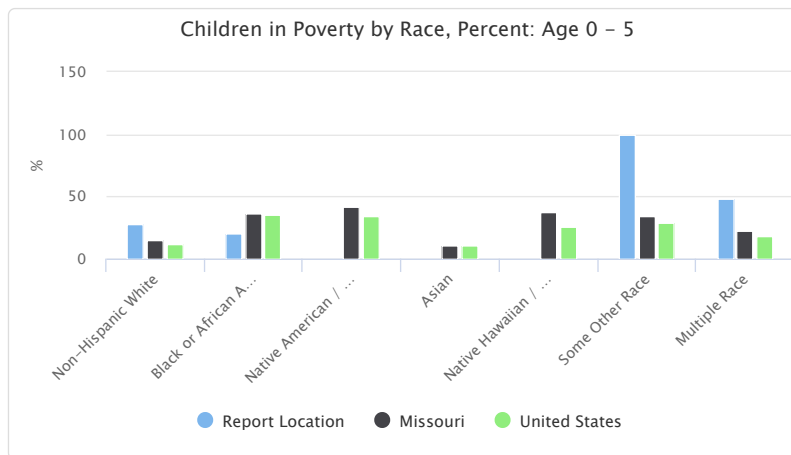 Children in Poverty by Race, Percent: Age 0 – 5
150
100
50
0
%
Non-Hispanic White
Black or African A…
Native American / …
Asian
Native Hawaiian / …
Some Other Race
Multiple Race
Report Location
Missouri
United States